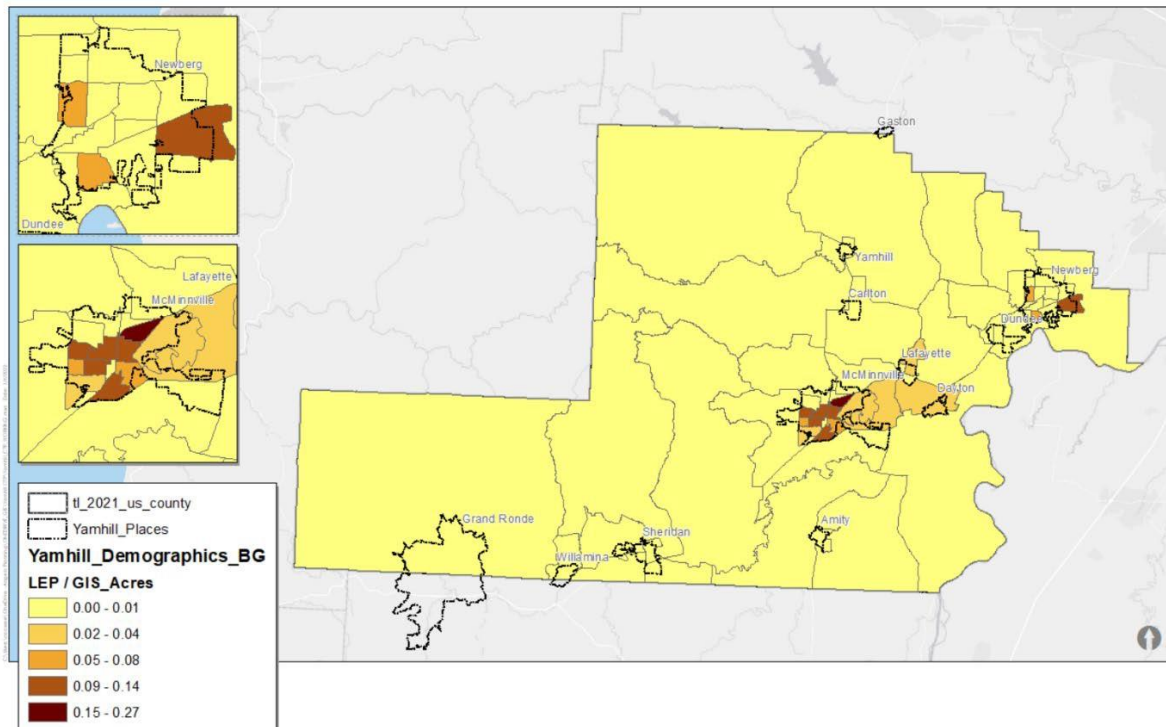 Newberg
Dundee
Lafayette
McMinnville
Gaston
Yamhill
Carlton
Newberg
Dundee
Lafayette
McMinnville
Dayton
Grand Ronde
Sheridan
Willamina
Amity
tl_2021_us_county
Yamhill_Places
Yamhill_Demographics_BG
LEP / GIS_Acres
0.00 - 0.01
0.02 - 0.04
0.05 - 0.08
0.09 - 0.14
0.15 - 0.27